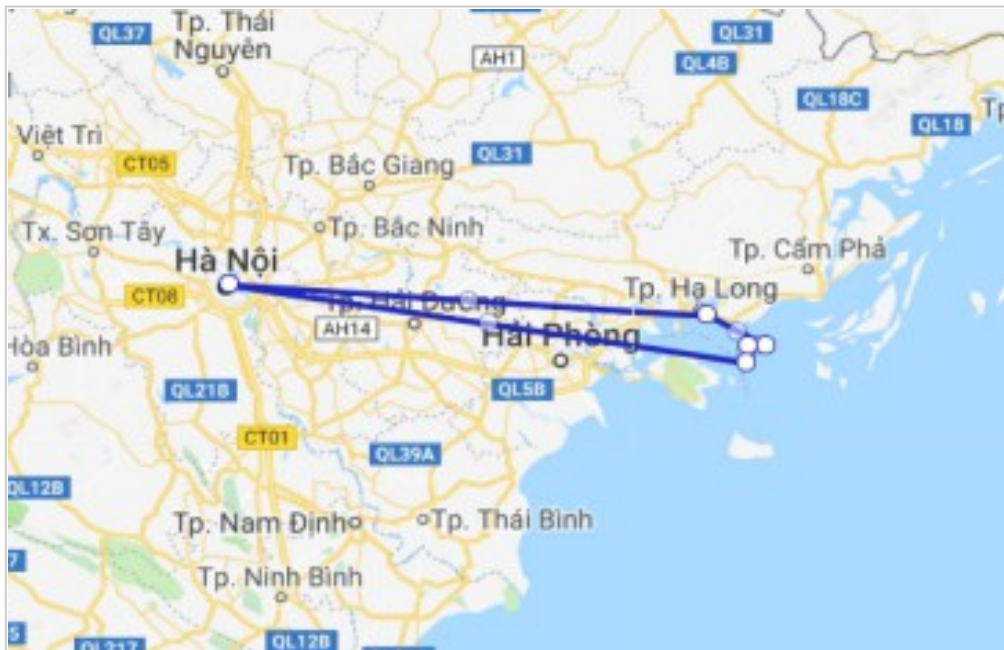 QL37
Tp. Thái
Nguyên
AH1
QL31
QL4B
QL18C
QL18
Việt Trì
CT05
Tp. Bắc Giang
QL31
Tx. Sơn Tây
Tp. Bắc Ninh
Hà Nội
Tp. Cẩm Phả
CT08
Tp. Hải Dương
Tp. Hạ Long
AH14
Hải Phòng
Hòa Bình
QL21B
QL5B
CT01
QL39A
QL12B
Tp. Nam Định
Tp. Thái Bình
Tp. Ninh Bình
QL12B
QL217